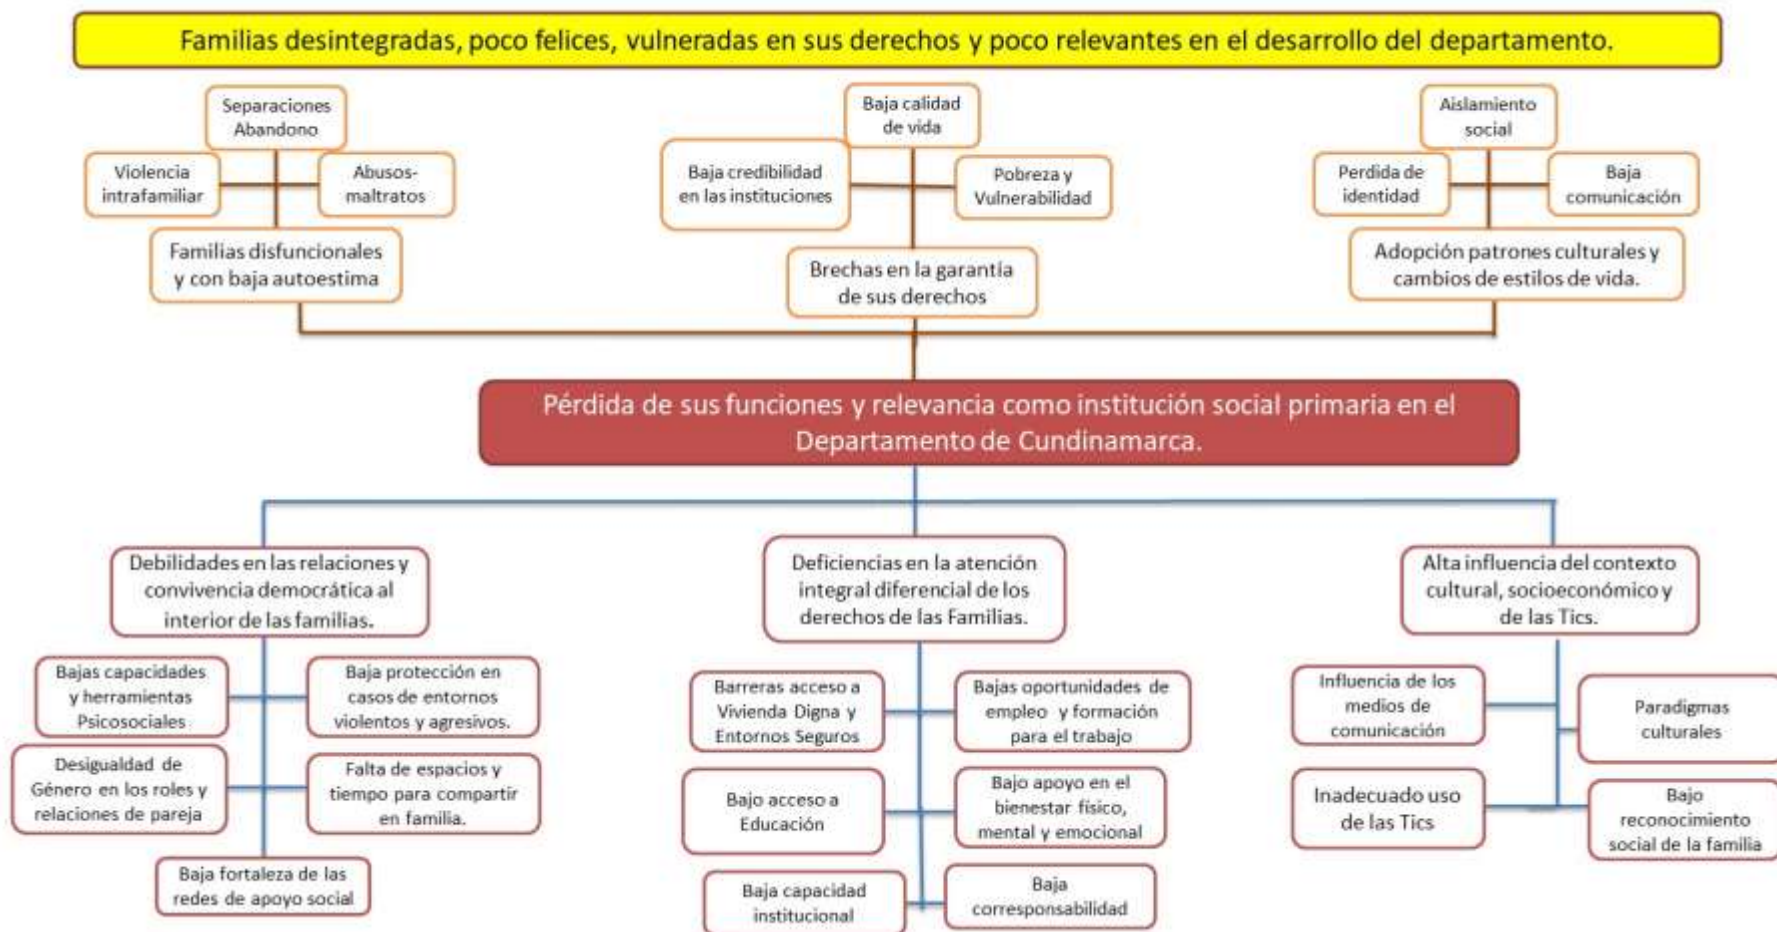 Familias desintegradas, poco felices, vulneradas en sus derechos y poco relevantes en el desarrollo del departamento.
Separaciones
Abandono
Violencia
intrafamiliar
Abusos-
maltratos
Familias disfuncionales
y con baja autoestima
Baja calidad
de vida
Baja credibilidad
en las instituciones
Pobreza y
Vulnerabilidad
Brechas en la garantía
de sus derechos
Aislamiento
social
Perdida de
identidad
Baja
comunicación
Adopción patrones culturales y
cambios de estilos de vida.
Pérdida de sus funciones y relevancia como institución social primaria en el
Departamento de Cundinamarca.
Debilidades en las relaciones y
convivencia democrática al
interior de las familias.
Bajas capacidades
y herramientas
Psicosociales
Baja protección en
casos de entornos
violentos y agresivos.
Desigualdad de
Género en los roles y
relaciones de pareja
Falta de espacios y
tiempo para compartir
en familia.
Baja fortaleza de las
redes de apoyo social
Deficiencias en la atención
integral diferencial de los
derechos de las Familias.
Barreras acceso a
Vivienda Digna y
Entornos Seguros
Bajas oportunidades de
empleo y formación
para el trabajo
Bajo acceso a
Educación
Bajo apoyo en el
bienestar físico,
mental y emocional
Baja capacidad
institucional
Baja
corresponsabilidad
Alta influencia del contexto
cultural, socioeconómico y
de las Tics.
Influencia de los
medios de
comunicación
Paradigmas
culturales
Inadecuado uso
de las Tics
Bajo
reconocimiento
social de la familia